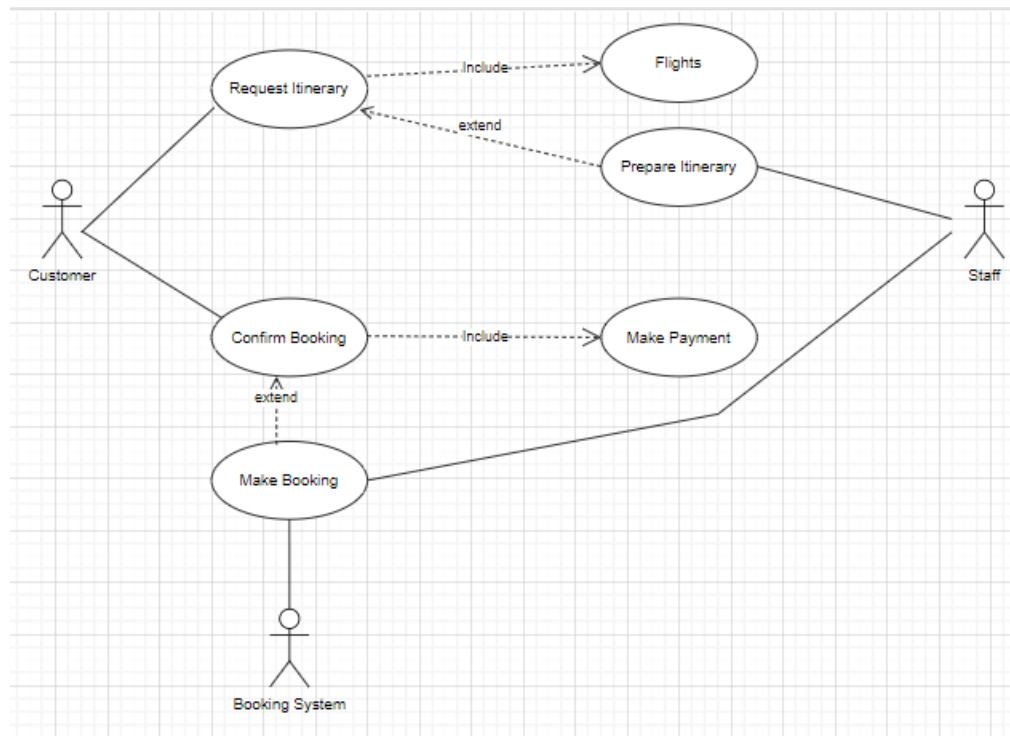 Flights
Include
Request Itinerary
extend
Prepare Itinerary
Customer
Staff
Confirm Booking
Include
Make Payment
extend
Make Booking
Booking System